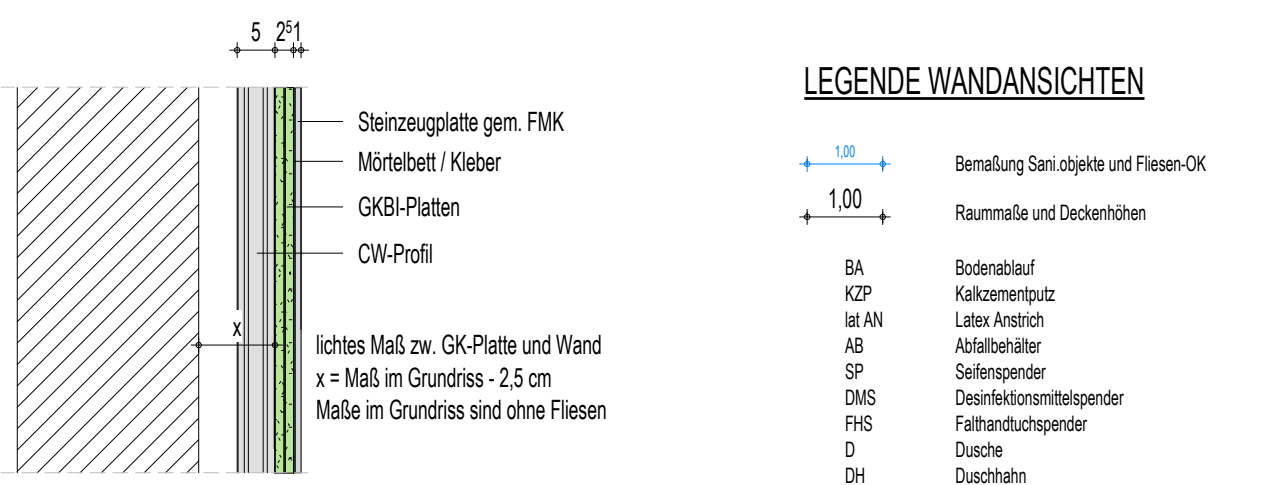 5 2⁵1
Steinzeugplatte gem. FMK
Mörtelbett / Kleber
GKBI-Platten
CW-Profil
x
lichtes Maß zw. GK-Platte und Wand
x = Maß im Grundriss - 2,5 cm
Maße im Grundriss sind ohne Fliesen
LEGENDE WANDANSICHTEN
1,00 Bemaßung Sani.objekte und Fliesen-OK
1,00 Raummaße und Deckenhöhen
BA Bodenablauf
KZP Kalkzementputz
lat AN Latex Anstrich
AB Abfallbehälter
SP Seifenspender
DMS Desinfektionsmittelspender
FHS Falthandtuchspender
D Dusche
DH Duschhahn